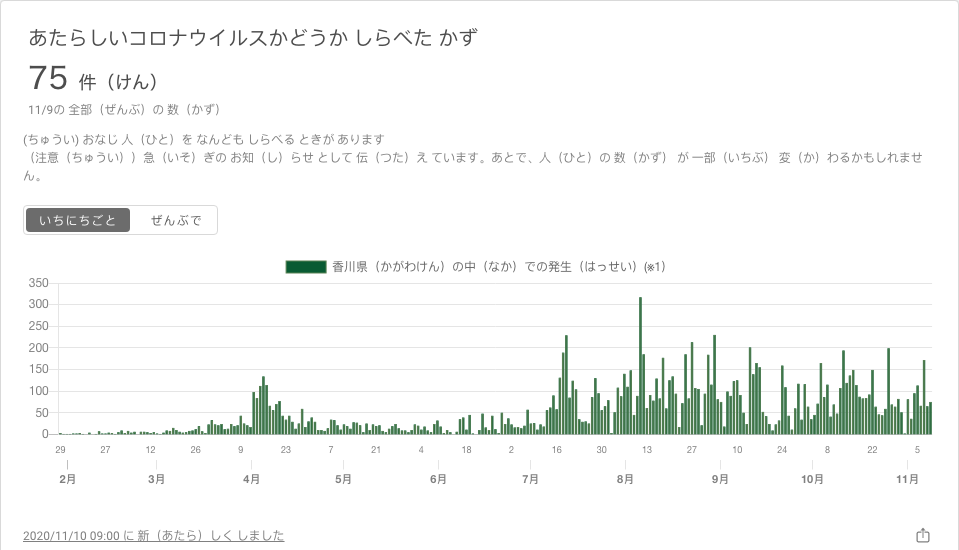 あたらしいコロナウイルスかどうか しらべた かず
75 件（けん）
11/9の 全部（ぜんぶ）の 数（かず）
(ちゅうい) おなじ 人（ひと）を なんども しらべる ときが あります
（注意（ちゅうい））急（いそ）ぎの お知（し）らせ として 伝（つた）え ています。あとで、人（ひと）の 数（かず） が 一部（いちぶ） 変（か）わるかもしれませ
ん。
いちにちごと ぜんぶで
香川県（かがわけん）の中（なか）での発生（はっせい）(※1)
350
300
250
200
150
100
50
0
29 10 27 12 26 9 23 7 21 4 18 2 16 30 13 27 10 24 8 22 5
2月 3月 4月 5月 6月 7月 8月 9月 10月 11月
2020/11/10 09:00 に 新（あたら）しく しました